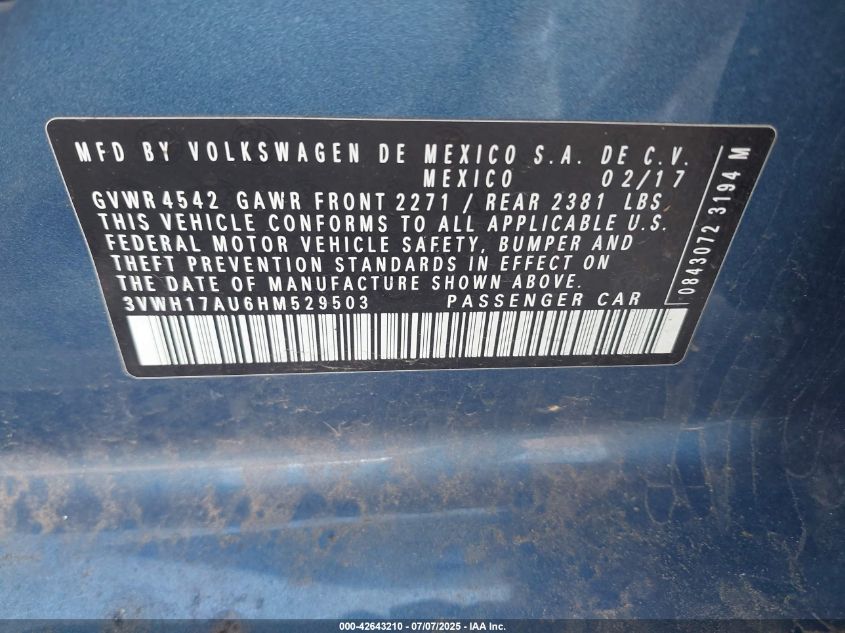 MFD BY VOLKSWAGEN DE MEXICO S.A. DE C.V.
MEXICO 02/17
GVWR 4542 GAWR FRONT 2271 / REAR 2381 LBS
THIS VEHICLE CONFORMS TO ALL APPLICABLE U.S.
FEDERAL MOTOR VEHICLE SAFETY, BUMPER AND
THEFT PREVENTION STANDARDS IN EFFECT ON
THE DATE OF MANUFACTURE SHOWN ABOVE.
3VWH17AU6HM529503 PASSENGER CAR
0843072 3194 M
000-42643210 - 07/07/2025 - IAA Inc.